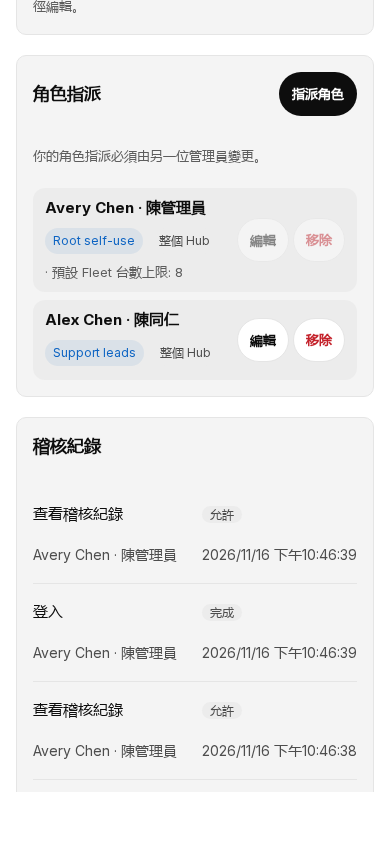 徑編輯。
角色指派
指派角色
你的角色指派必須由另一位管理員變更。
Avery Chen · 陳管理員
Root self-use 整個 Hub
· 預設 Fleet 台數上限: 8
編輯 移除
Alex Chen · 陳同仁
Support leads 整個 Hub
編輯 移除
稽核紀錄
查看稽核紀錄 允許
Avery Chen · 陳管理員 2026/11/16 下午10:46:39
登入 完成
Avery Chen · 陳管理員 2026/11/16 下午10:46:39
查看稽核紀錄 允許
Avery Chen · 陳管理員 2026/11/16 下午10:46:38